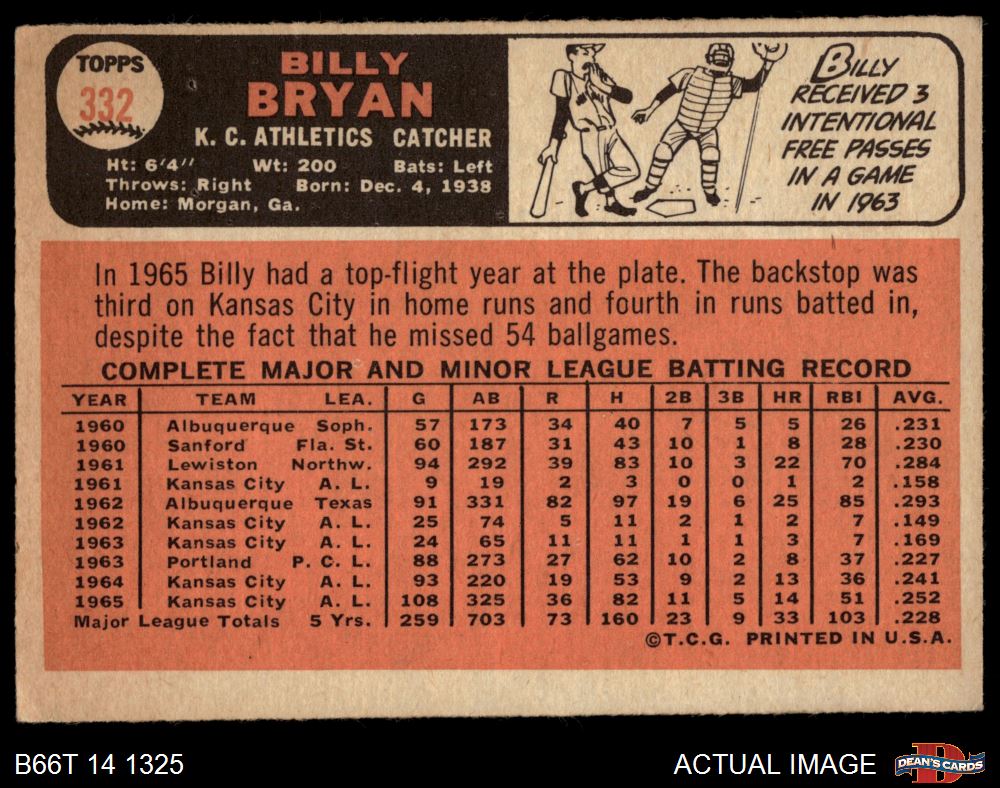 TOPPS
332
BILLY
BRYAN
K. C. ATHLETICS CATCHER
Ht: 6'4" Wt: 200 Bats: Left
Throws: Right Born: Dec. 4, 1938
Home: Morgan, Ga.
BILLY
RECEIVED 3
INTENTIONAL
FREE PASSES
IN A GAME
IN 1963
In 1965 Billy had a top-flight year at the plate. The backstop was
third on Kansas City in home runs and fourth in runs batted in,
despite the fact that he missed 54 ballgames.
COMPLETE MAJOR AND MINOR LEAGUE BATTING RECORD
YEAR TEAM LEA. G AB R H 2B 3B HR RBI AVG.
1960 Albuquerque Soph. 57 173 34 40 7 5 5 26 .231
1960 Sanford Fla. St. 60 187 31 43 10 1 8 28 .230
1961 Lewiston Northw. 94 292 39 83 10 3 22 70 .284
1961 Kansas City A. L. 9 19 2 3 0 0 1 2 .158
1962 Albuquerque Texas 91 331 82 97 19 6 25 85 .293
1962 Kansas City A. L. 25 74 5 11 2 1 2 7 .149
1963 Kansas City A. L. 24 65 11 11 1 1 3 7 .169
1963 Portland P. C. L. 88 273 27 62 10 2 8 37 .227
1964 Kansas City A. L. 93 220 19 53 9 2 13 36 .241
1965 Kansas City A. L. 108 325 36 82 11 5 14 51 .252
Major League Totals 5 Yrs. 259 703 73 160 23 9 33 103 .228
©T.C.G. PRINTED IN U.S.A.
B66T 14 1325
ACTUAL IMAGE
DEAN'S CARDS